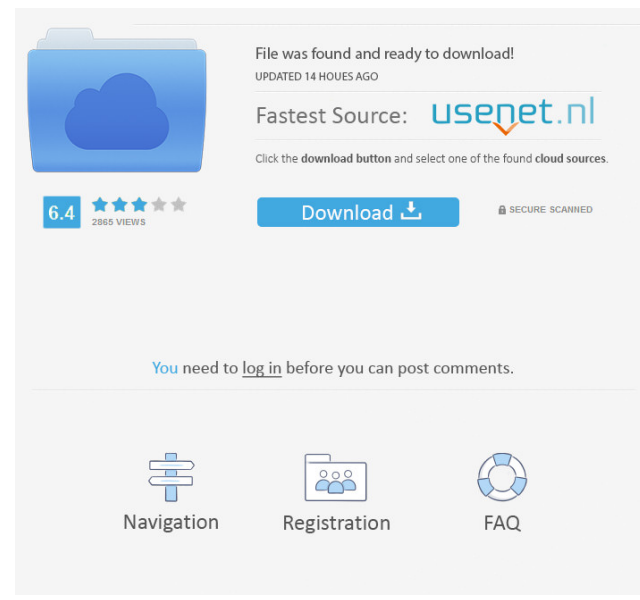 File was found and ready to download!
UPDATED 14 HOUES AGO
Fastest Source: usenet.nl
Click the download button and select one of the found cloud sources.
6.4
2865 VIEWS
Download
SECURE SCANNED
You need to log in before you can post comments.
Navigation
Registration
FAQ